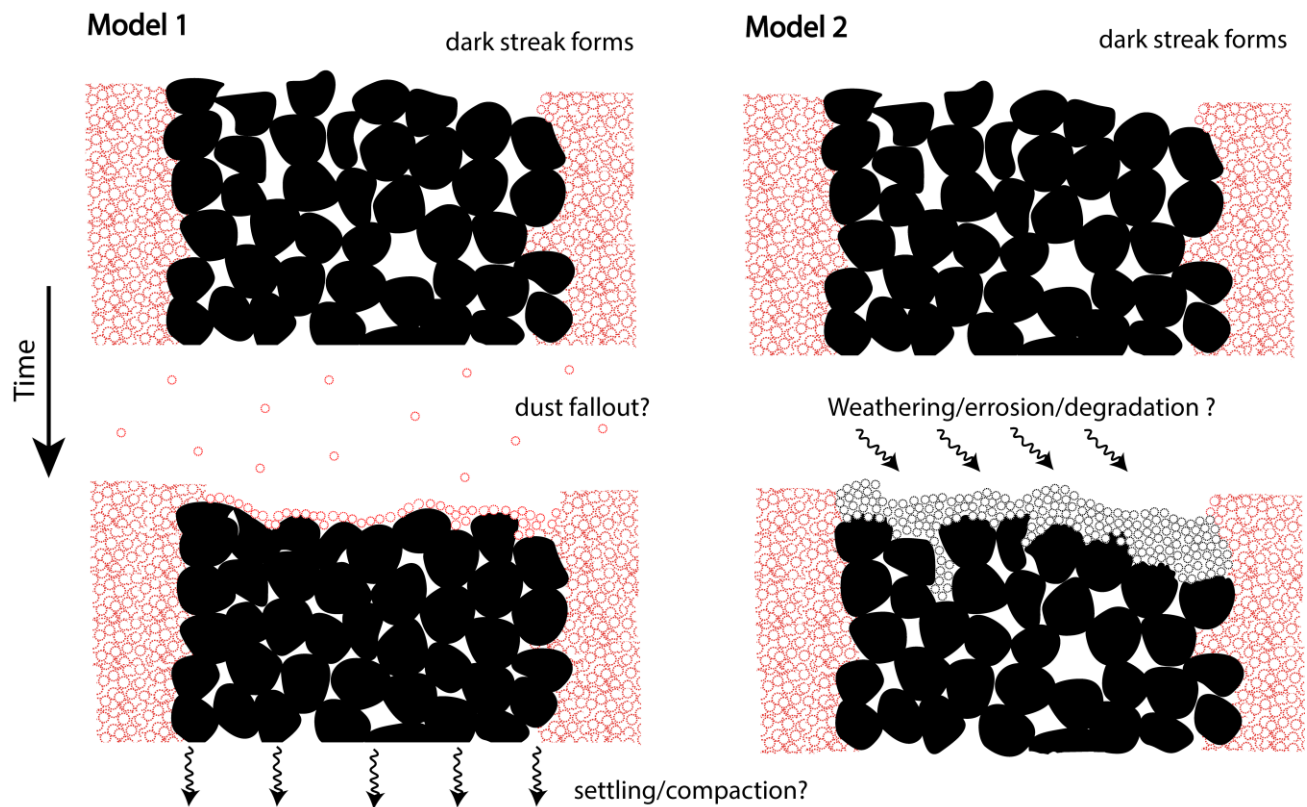 Model 1
dark streak forms
Model 2
dark streak forms
Time
dust fallout?
Weathering/errosion/degradation ?
settling/compaction?